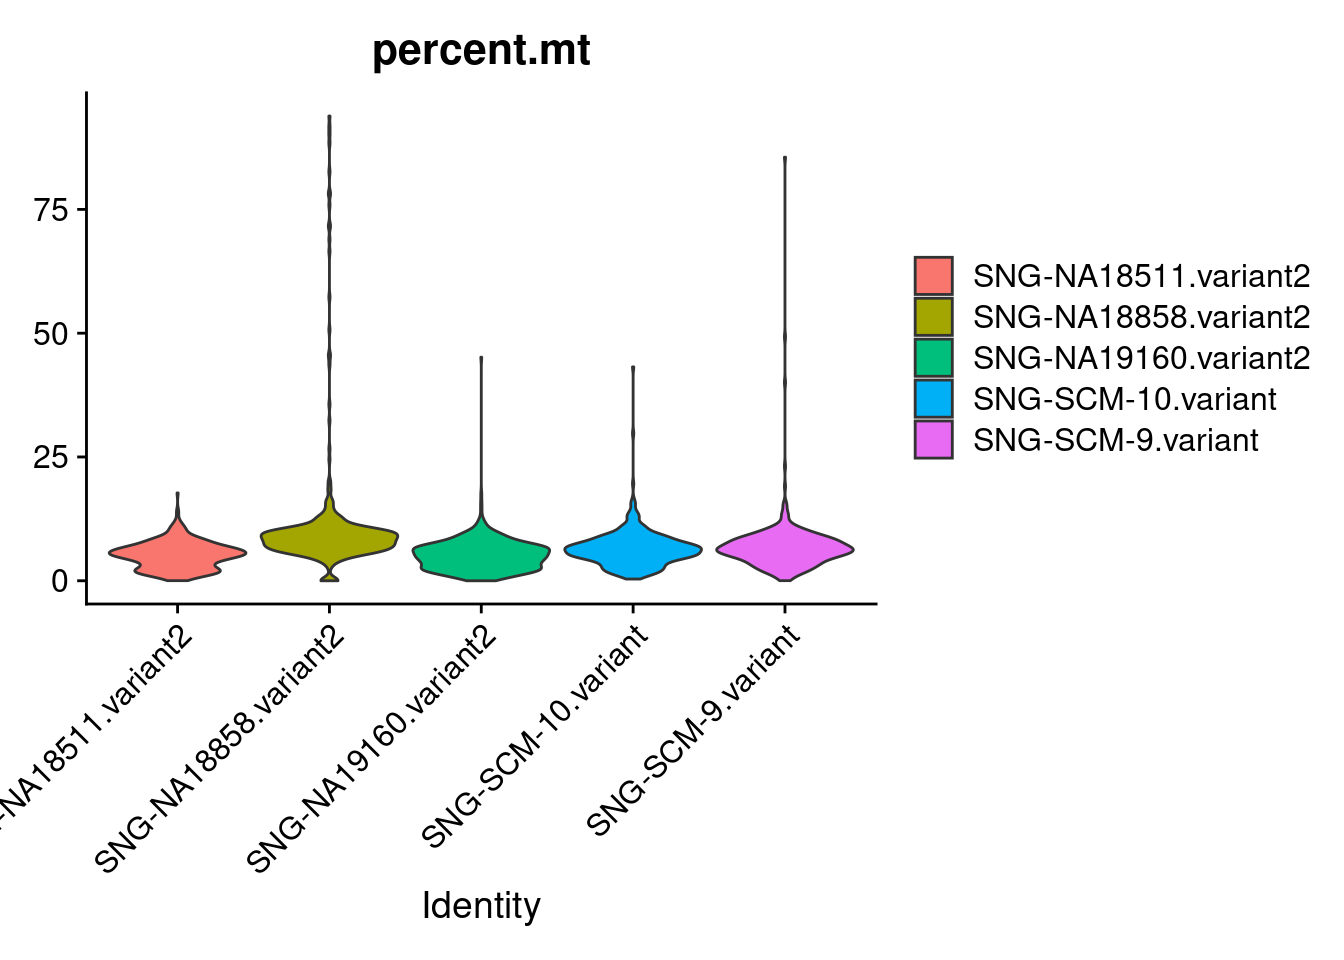 percent.mt
75
50
25
0
-NA18511.variant2
SNG-NA18858.variant2
SNG-NA19160.variant2
SNG-SCM-10.variant
SNG-SCM-9.variant
Identity
SNG-NA18511.variant2
SNG-NA18858.variant2
SNG-NA19160.variant2
SNG-SCM-10.variant
SNG-SCM-9.variant